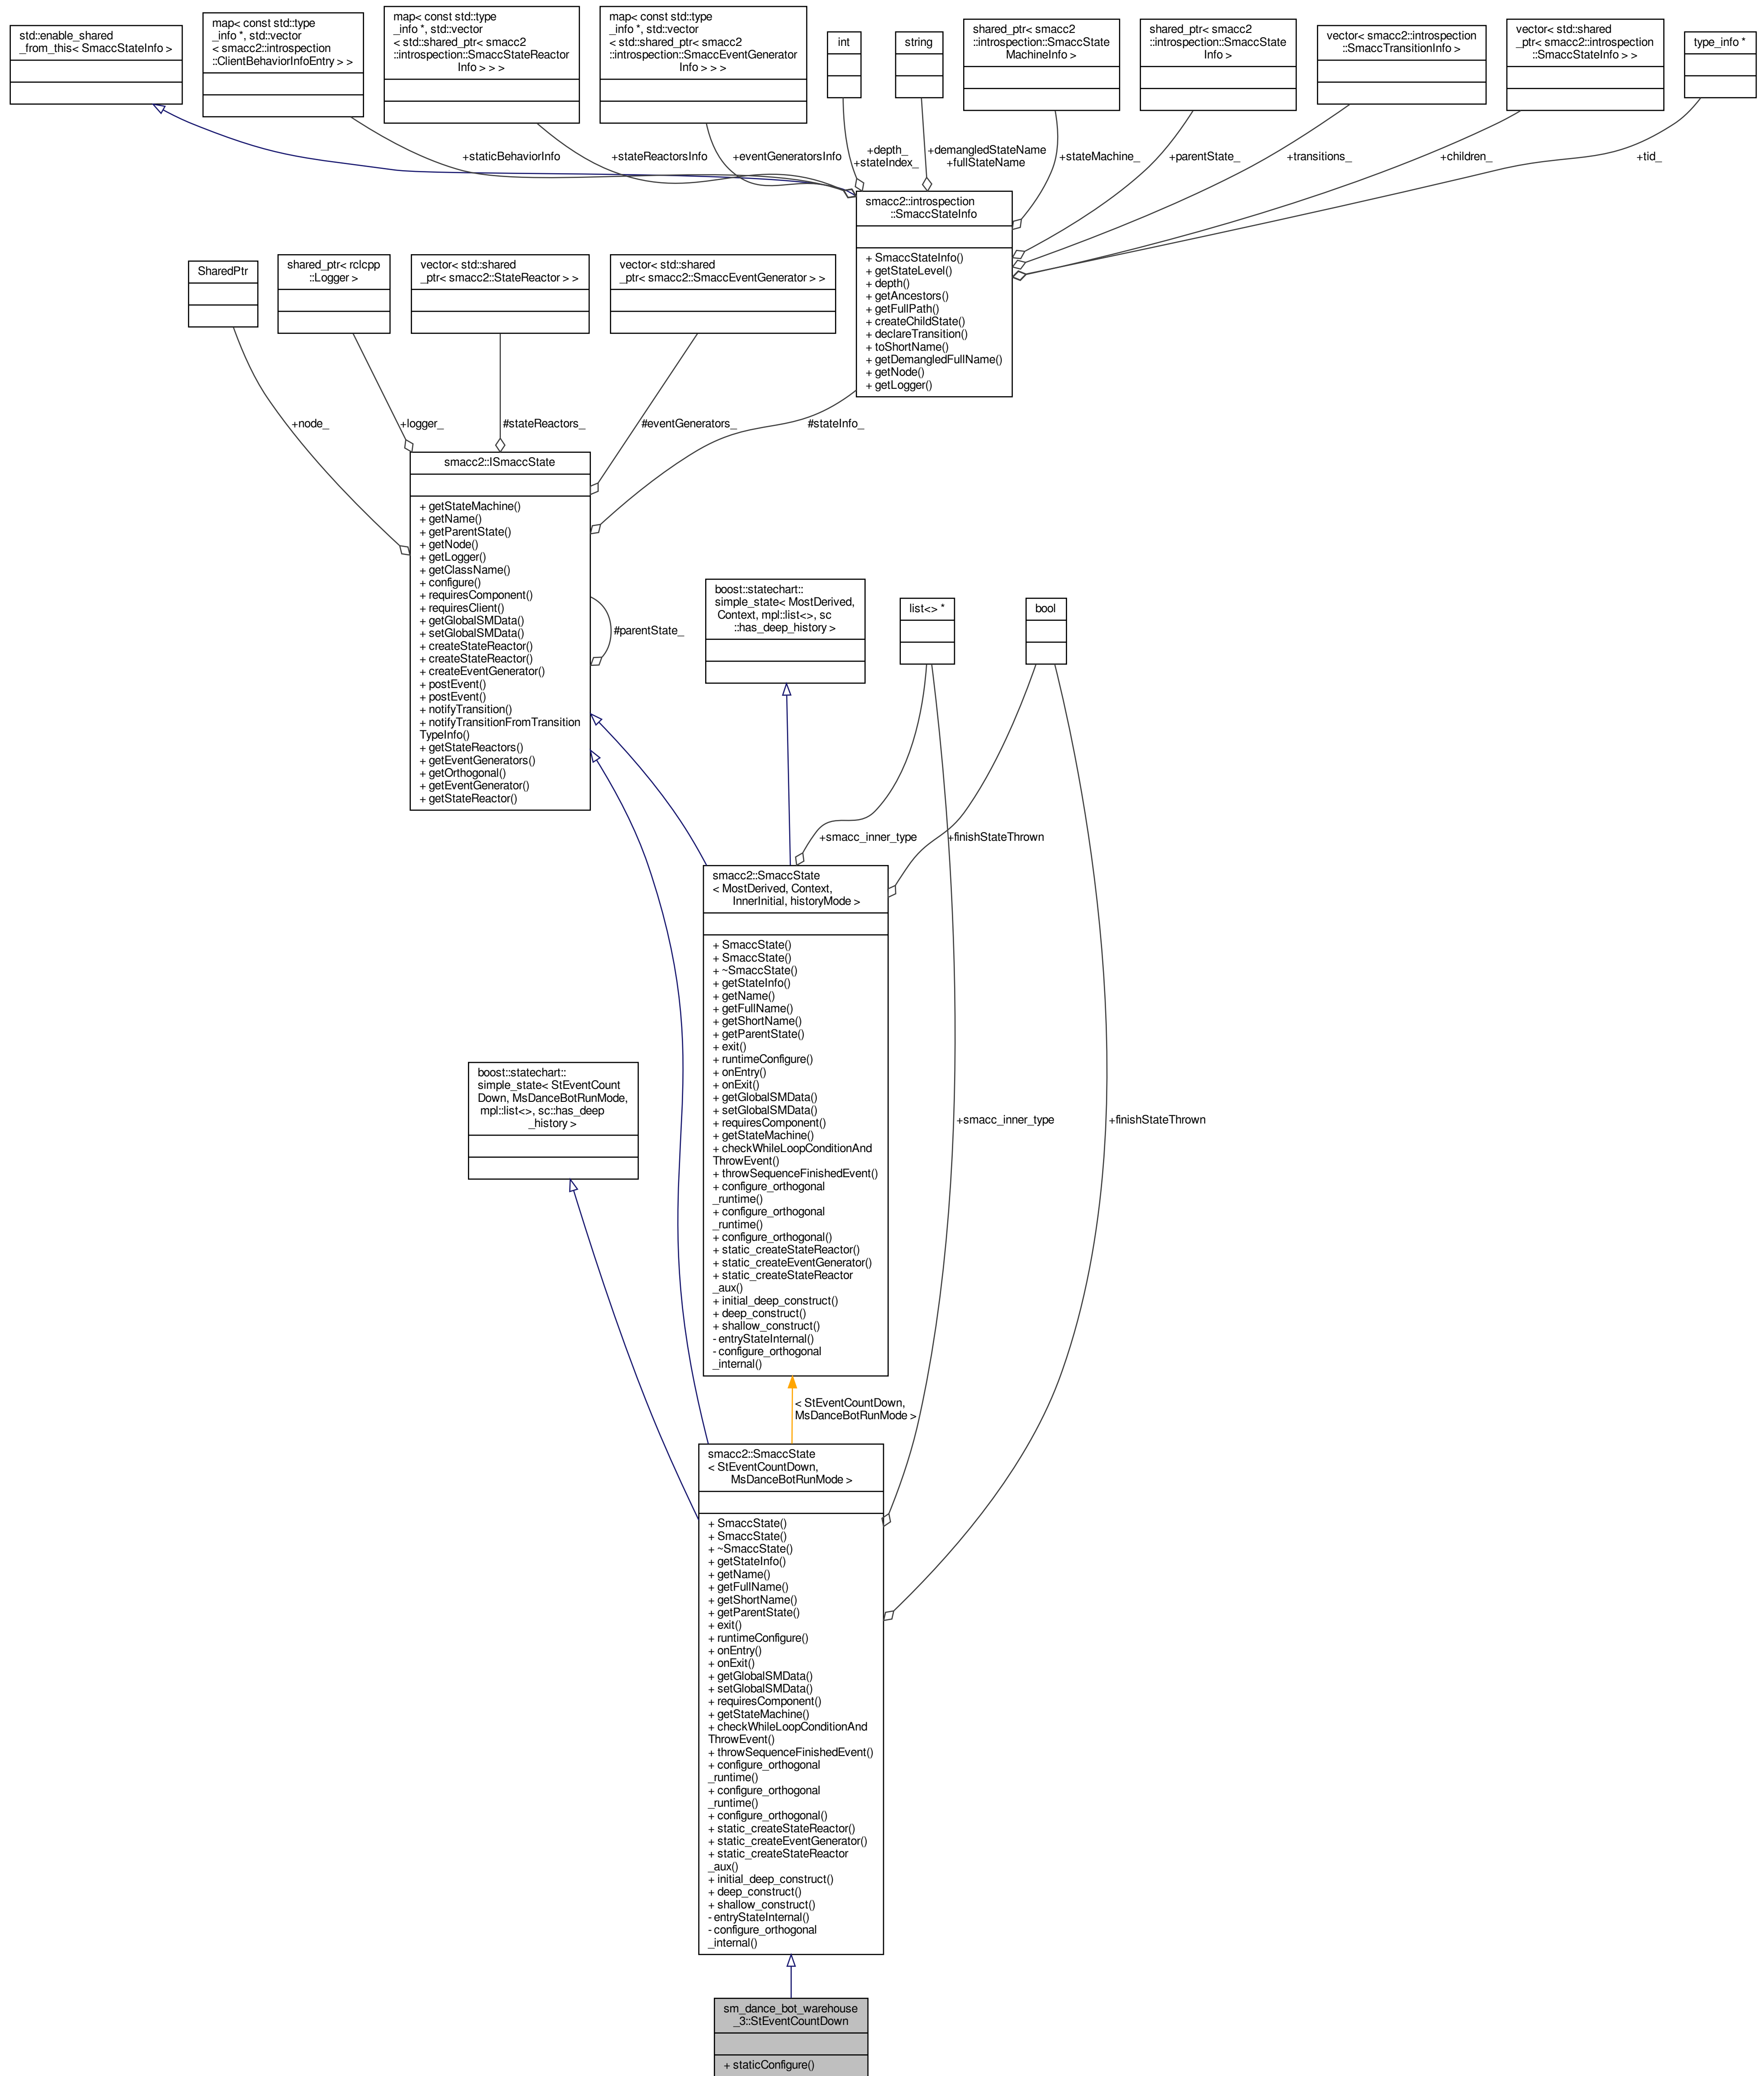 std::enable_shared
_from_this< SmaccStateInfo >
map< const std::type
_info *, std::vector
< smacc2::introspection
::ClientBehaviorInfoEntry > >
map< const std::type
_info *, std::vector
< std::shared_ptr< smacc2
::introspection::SmaccStateReactor
Info > > >
map< const std::type
_info *, std::vector
< std::shared_ptr< smacc2
::introspection::SmaccEventGenerator
Info > > >
int
string
shared_ptr< smacc2
::introspection::SmaccState
MachineInfo >
shared_ptr< smacc2
::introspection::SmaccState
Info >
vector< smacc2::introspection
::SmaccTransitionInfo >
vector< std::shared
_ptr< smacc2::introspection
::SmaccStateInfo > >
type_info *
+staticBehaviorInfo
+stateReactorsInfo
+eventGeneratorsInfo
+depth_
+stateIndex_
+demangledStateName
+fullStateName
+stateMachine_
+parentState_
+transitions_
+children_
+tid_
smacc2::introspection
::SmaccStateInfo
+ SmaccStateInfo()
+ getStateLevel()
+ depth()
+ getAncestors()
+ getFullPath()
+ createChildState()
+ declareTransition()
+ toShortName()
+ getDemangledFullName()
+ getNode()
+ getLogger()
SharedPtr
shared_ptr< rclcpp
::Logger >
vector< std::shared
_ptr< smacc2::StateReactor > >
vector< std::shared
_ptr< smacc2::SmaccEventGenerator > >
+node_
+logger_
#stateReactors_
#eventGenerators_
#stateInfo_
smacc2::ISmaccState
+ getStateMachine()
+ getName()
+ getParentState()
+ getNode()
+ getLogger()
+ getClassName()
+ configure()
+ requiresComponent()
+ requiresClient()
+ getGlobalSMData()
+ setGlobalSMData()
+ createStateReactor()
+ createStateReactor()
+ createEventGenerator()
+ postEvent()
+ postEvent()
+ notifyTransition()
+ notifyTransitionFromTransition
TypeInfo()
+ getStateReactors()
+ getEventGenerators()
+ getOrthogonal()
+ getEventGenerator()
+ getStateReactor()
#parentState_
boost::statechart::
simple_state< MostDerived,
Context, mpl::list<>, sc
::has_deep_history >
list<> *
bool
+smacc_inner_type
+finishStateThrown
smacc2::SmaccState
< MostDerived, Context,
InnerInitial, historyMode >
+ SmaccState()
+ SmaccState()
+ ~SmaccState()
+ getStateInfo()
+ getName()
+ getFullName()
+ getShortName()
+ getParentState()
+ exit()
+ runtimeConfigure()
+ onEntry()
+ onExit()
+ getGlobalSMData()
+ setGlobalSMData()
+ requiresComponent()
+ getStateMachine()
+ checkWhileLoopConditionAnd
ThrowEvent()
+ throwSequenceFinishedEvent()
+ configure_orthogonal
_runtime()
+ configure_orthogonal
_runtime()
+ configure_orthogonal()
+ static_createStateReactor()
+ static_createEventGenerator()
+ static_createStateReactor
_aux()
+ initial_deep_construct()
+ deep_construct()
+ shallow_construct()
- entryStateInternal()
- configure_orthogonal
_internal()
boost::statechart::
simple_state< StEventCount
Down, MsDanceBotRunMode,
mpl::list<>, sc::has_deep
_history >
+smacc_inner_type
+finishStateThrown
< StEventCountDown,
MsDanceBotRunMode >
smacc2::SmaccState
< StEventCountDown,
MsDanceBotRunMode >
+ SmaccState()
+ SmaccState()
+ ~SmaccState()
+ getStateInfo()
+ getName()
+ getFullName()
+ getShortName()
+ getParentState()
+ exit()
+ runtimeConfigure()
+ onEntry()
+ onExit()
+ getGlobalSMData()
+ setGlobalSMData()
+ requiresComponent()
+ getStateMachine()
+ checkWhileLoopConditionAnd
ThrowEvent()
+ throwSequenceFinishedEvent()
+ configure_orthogonal
_runtime()
+ configure_orthogonal
_runtime()
+ configure_orthogonal()
+ static_createStateReactor()
+ static_createEventGenerator()
+ static_createStateReactor
_aux()
+ initial_deep_construct()
+ deep_construct()
+ shallow_construct()
- entryStateInternal()
- configure_orthogonal
_internal()
sm_dance_bot_warehouse
_3::StEventCountDown
+ staticConfigure()